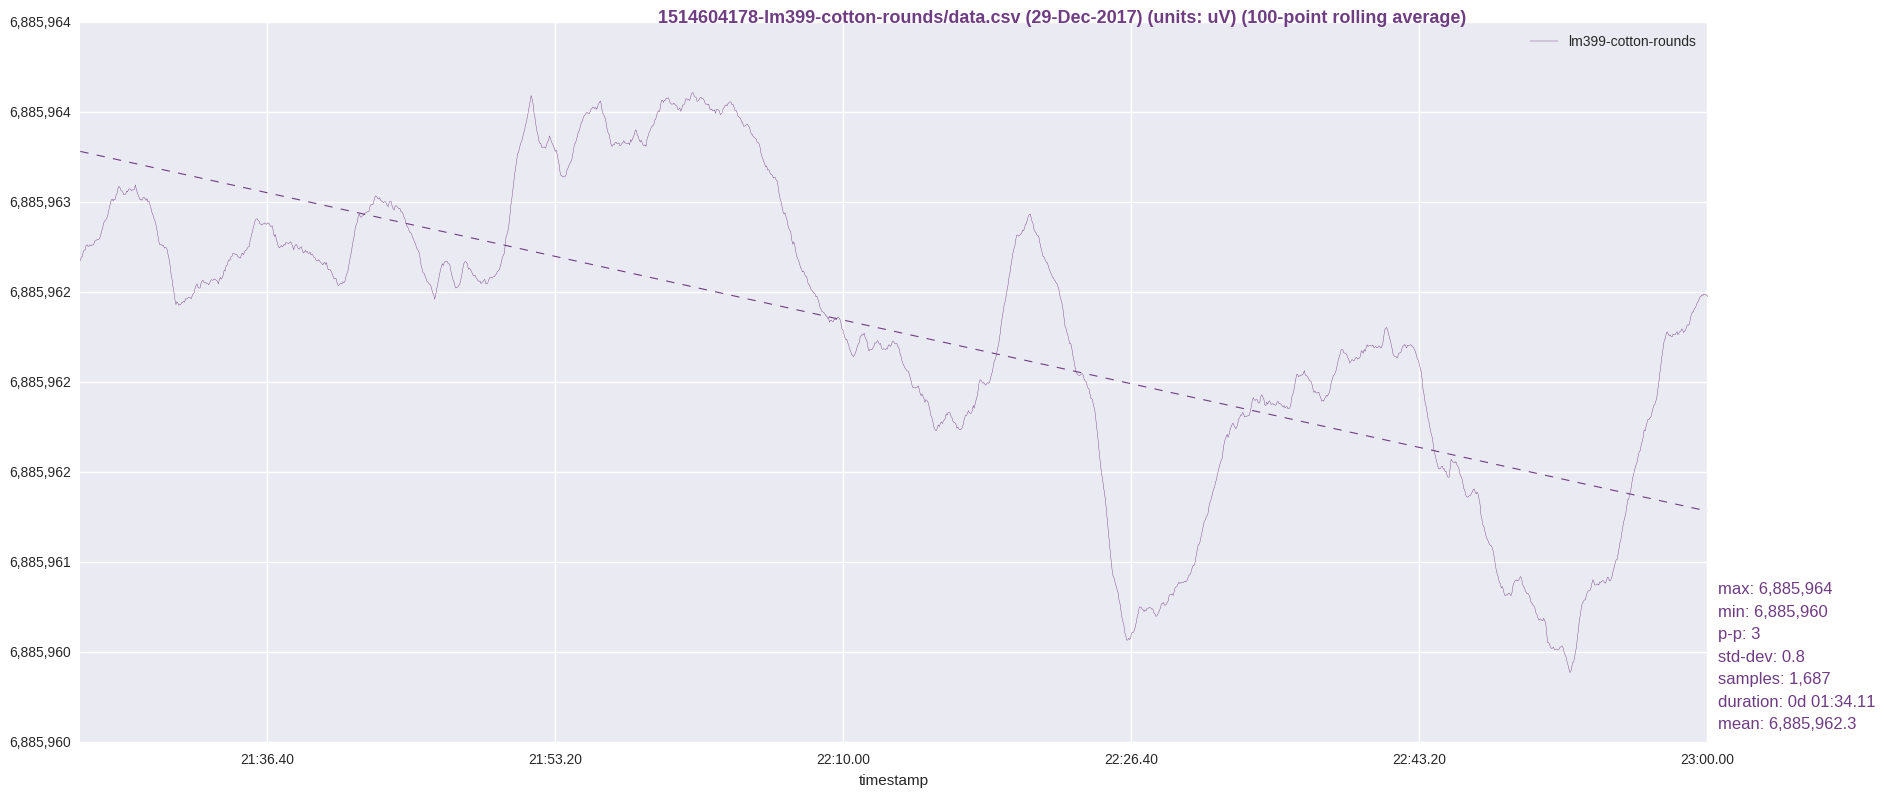 1514604178-lm399-cotton-rounds/data.csv (29-Dec-2017) (units: uV) (100-point rolling average)
lm399-cotton-rounds
6,885,964
6,885,964
6,885,963
6,885,962
6,885,962
6,885,962
6,885,961
6,885,960
6,885,960
max: 6,885,964
min: 6,885,960
p-p: 3
std-dev: 0.8
samples: 1,687
duration: 0d 01:34.11
mean: 6,885,962.3
21:36.40 21:53.20 22:10.00 22:26.40 22:43.20 23:00.00
timestamp